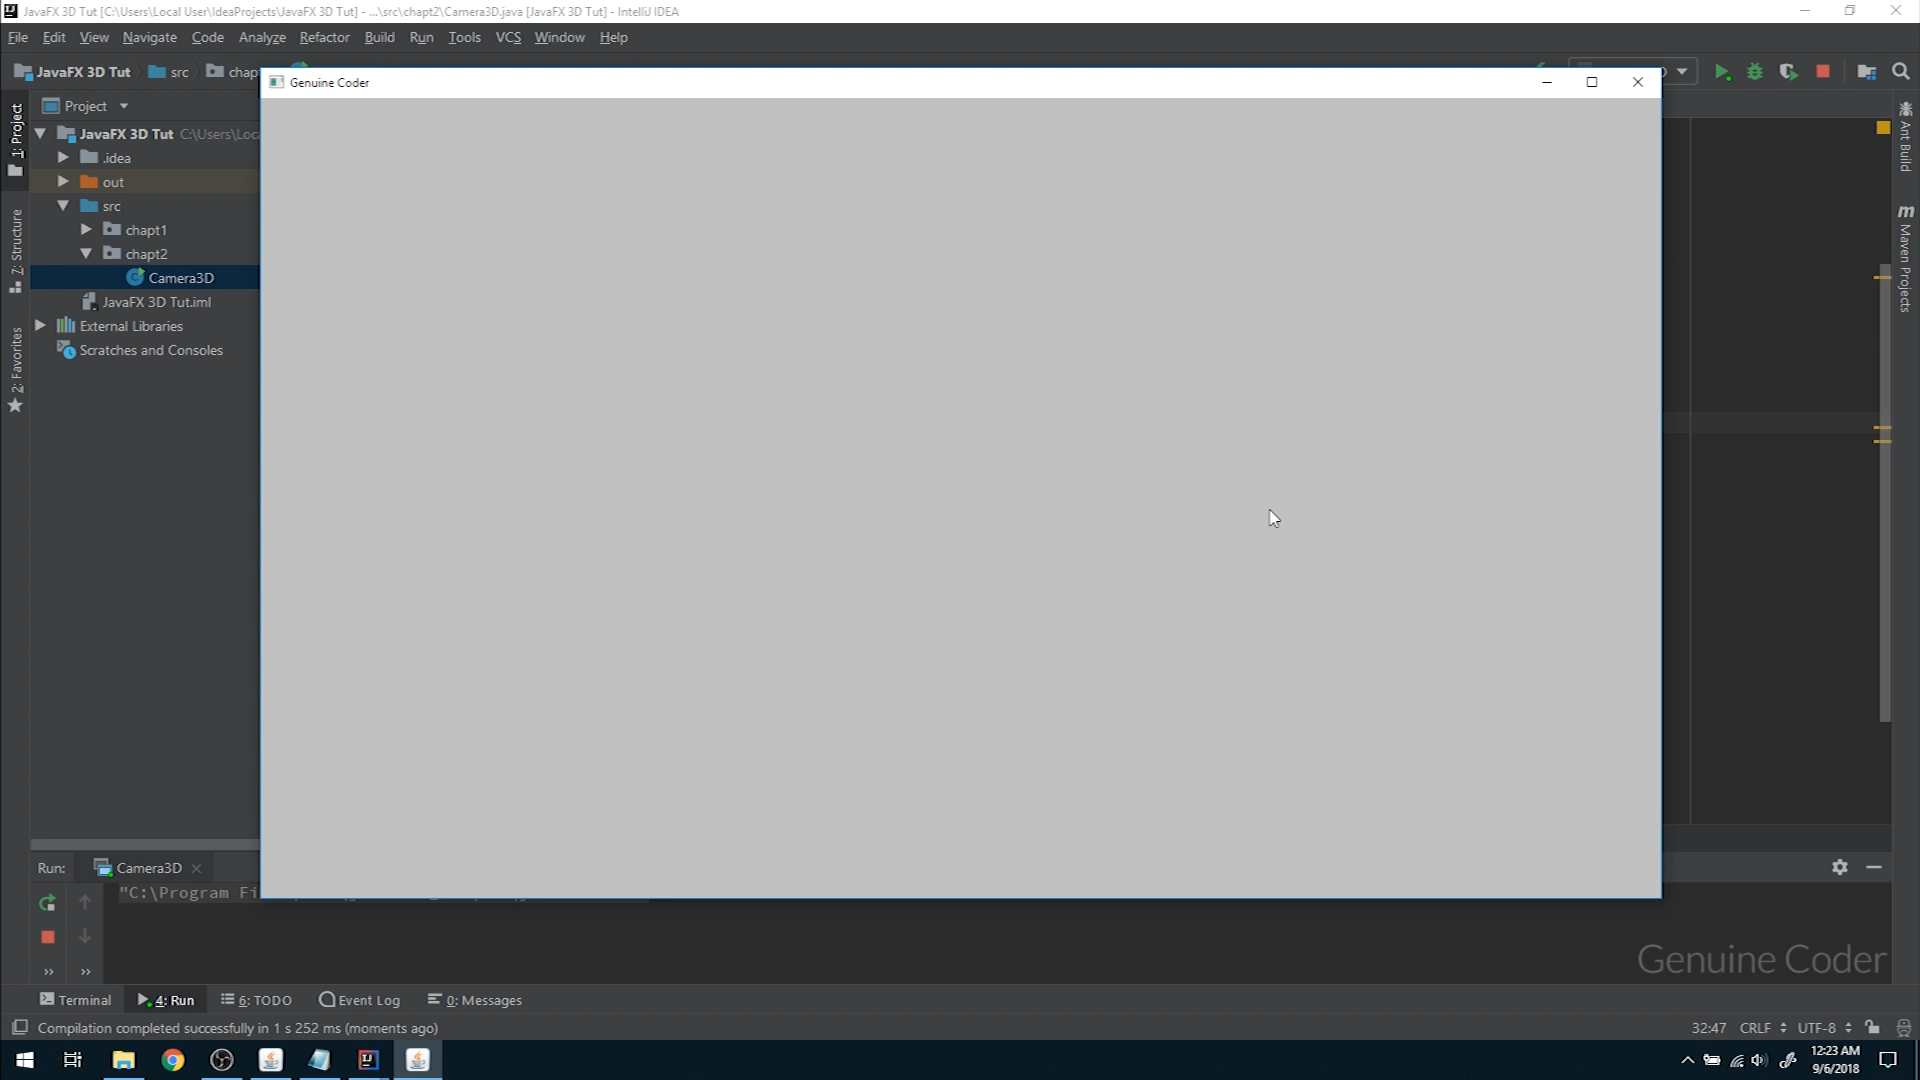 JavaFX 3D Tut [C:\Users\Local User\IdeaProjects\JavaFX 3D Tut] - ...\src\chapt2\Camera3D.java [JavaFX 3D Tut] - IntelliJ IDEA
File Edit View Navigate Code Analyze Refactor Build Run Tools VCS Window Help
JavaFX 3D Tut src chap
Genuine Coder
Project
JavaFX 3D Tut C:\Users\Loc
.idea
out
src
chapt1
chapt2
Camera3D
JavaFX 3D Tut.iml
External Libraries
Scratches and Consoles
1: Project
Z: Structure
2: Favorites
Ant Build
m Maven Projects
Run: Camera3D
"C:\Program Fi
Genuine Coder
Terminal 4: Run 6: TODO Event Log 0: Messages
Compilation completed successfully in 1 s 252 ms (moments ago)
32:47 CRLF UTF-8
12:23 AM
9/6/2018